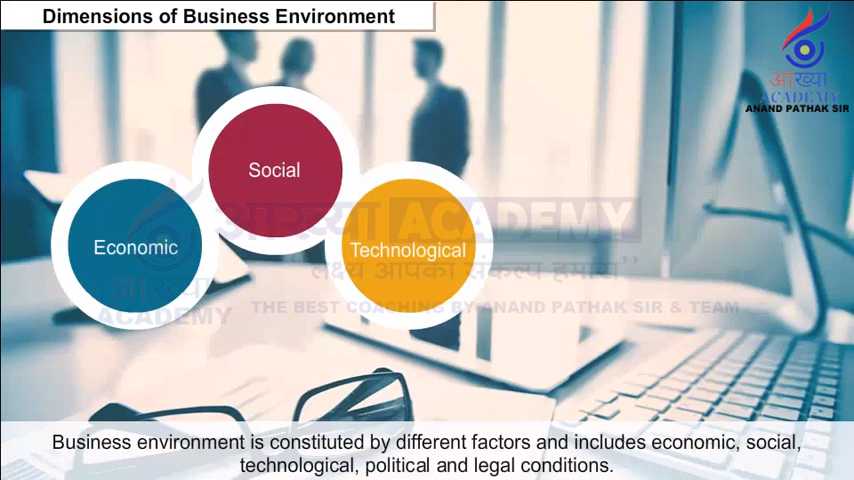 Dimensions of Business Environment
आख्या
ACADEMY
ANAND PATHAK SIR
Social
Economic
Technological
आख्या ACADEMY
लक्ष्य आपका संकल्प हमारा"
THE BEST COACHING BY ANAND PATHAK SIR & TEAM
आख्या
ACADEMY
Business environment is constituted by different factors and includes economic, social,
technological, political and legal conditions.